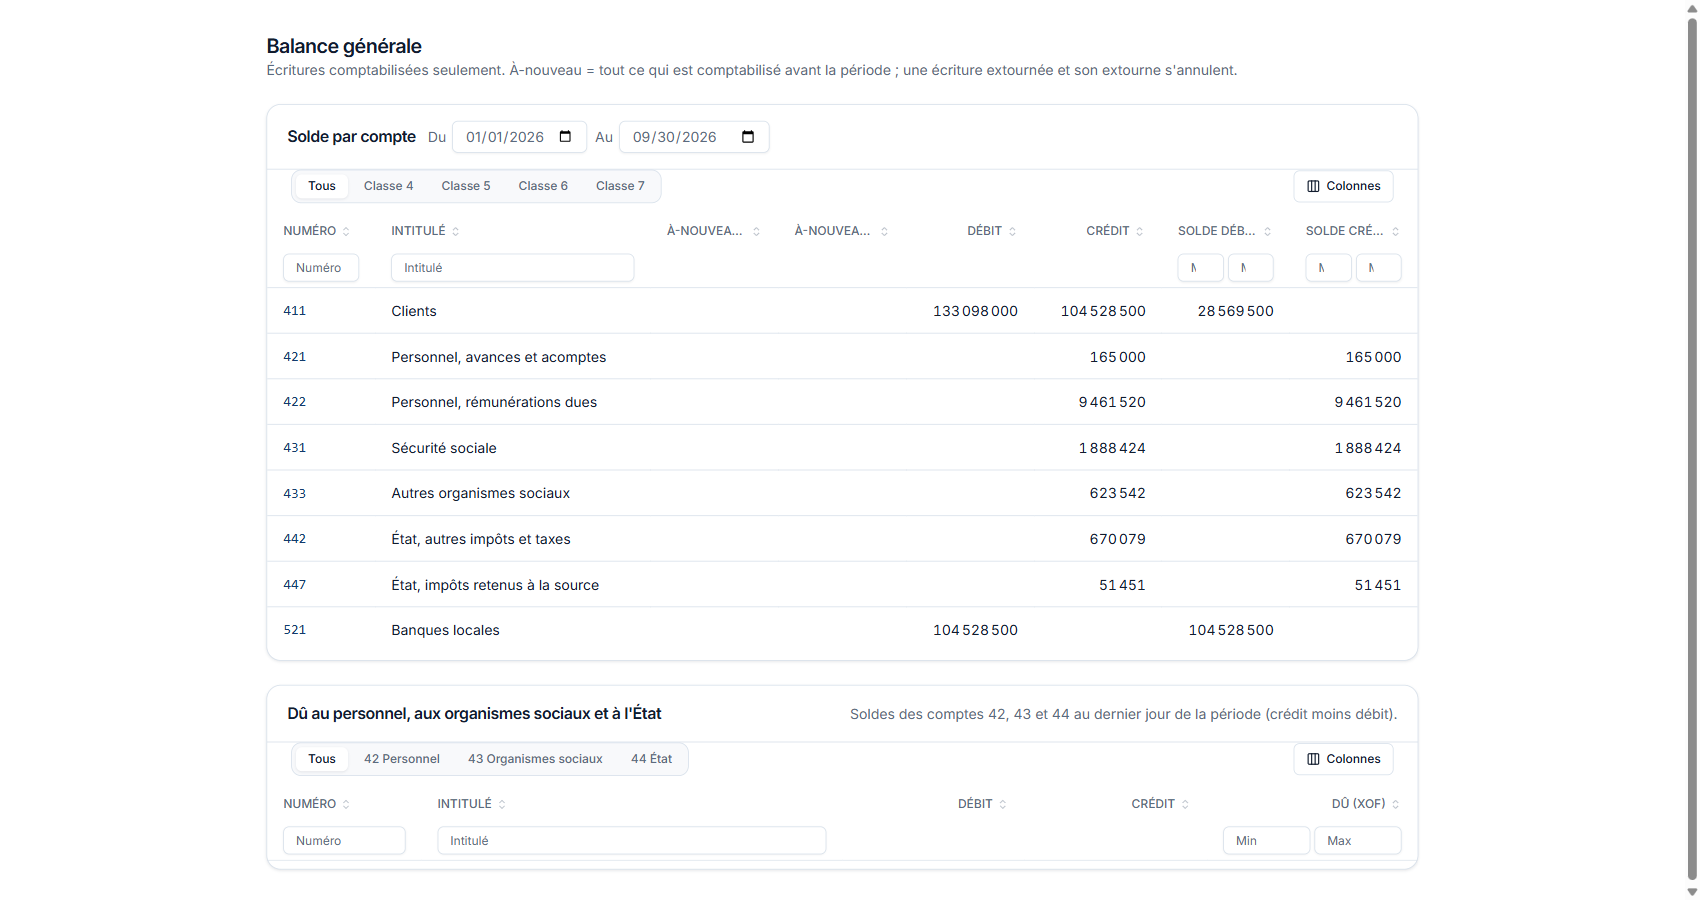 Balance générale
Écritures comptabilisées seulement. À-nouveau = tout ce qui est comptabilisé avant la période ; une écriture extournée et son extourne s'annulent.
Solde par compte Du 01/01/2026 Au 09/30/2026
Tous Classe 4 Classe 5 Classe 6 Classe 7 Colonnes
NUMÉRO INTITULÉ À-NOUVEA... À-NOUVEA... DÉBIT CRÉDIT SOLDE DÉB... SOLDE CRÉ...
Numéro Intitulé
411 Clients 133 098 000 104 528 500 28 569 500
421 Personnel, avances et acomptes 165 000 165 000
422 Personnel, rémunérations dues 9 461 520 9 461 520
431 Sécurité sociale 1 888 424 1 888 424
433 Autres organismes sociaux 623 542 623 542
442 État, autres impôts et taxes 670 079 670 079
447 État, impôts retenus à la source 51 451 51 451
521 Banques locales 104 528 500 104 528 500
Dû au personnel, aux organismes sociaux et à l'État Soldes des comptes 42, 43 et 44 au dernier jour de la période (crédit moins débit).
Tous 42 Personnel 43 Organismes sociaux 44 État Colonnes
NUMÉRO INTITULÉ DÉBIT CRÉDIT DÛ (XOF)
Numéro Intitulé Min Max